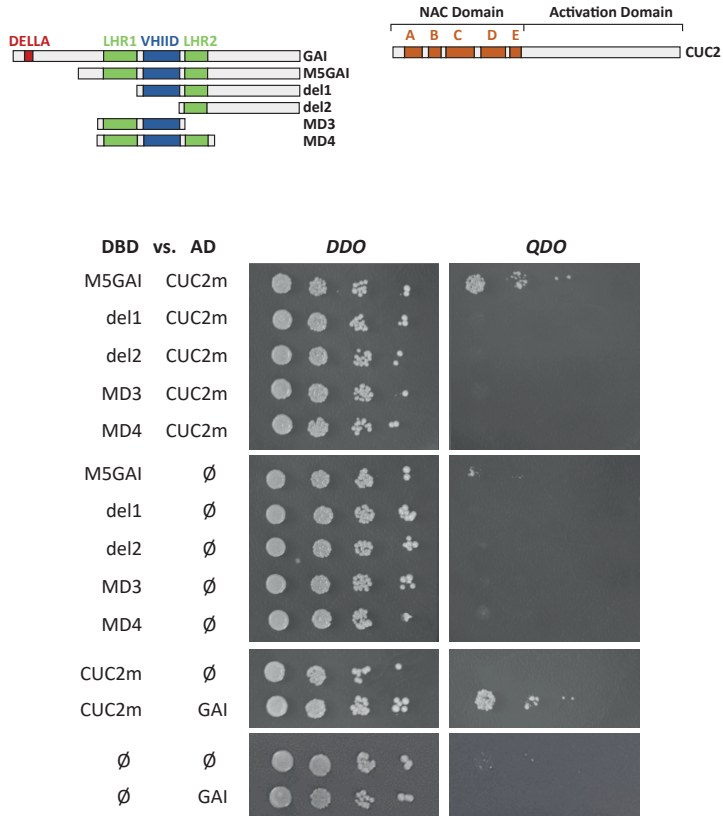 NAC Domain Activation Domain
DELLA LHR1 VHIID LHR2 A B C D E
GAI CUC2
M5GAI
del1
del2
MD3
MD4
DBD vs. AD DDO QDO
M5GAI CUC2m
del1 CUC2m
del2 CUC2m
MD3 CUC2m
MD4 CUC2m
M5GAI Ø
del1 Ø
del2 Ø
MD3 Ø
MD4 Ø
CUC2m Ø
CUC2m GAI
Ø Ø
Ø GAI